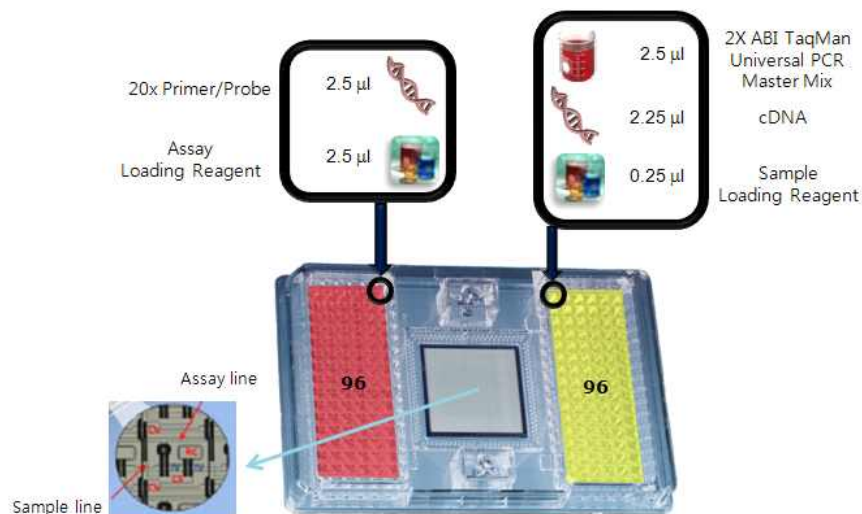 20x Primer/Probe
2.5 µl
Assay
Loading Reagent
2.5 µl
2.5 µl
2X ABI TaqMan
Universal PCR
Master Mix
2.25 µl
cDNA
0.25 µl
Sample
Loading Reagent
96
96
Assay line
Sample line